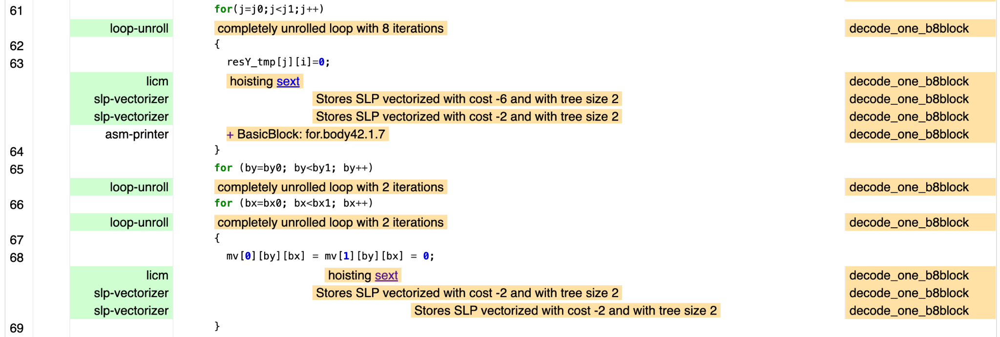 61 for(j=j0;j<j1;j++)
loop-unroll completely unrolled loop with 8 iterations decode_one_b8block
62 {
63 resY_tmp[j][i]=0;
licm hoisting sext decode_one_b8block
slp-vectorizer Stores SLP vectorized with cost -6 and with tree size 2 decode_one_b8block
slp-vectorizer Stores SLP vectorized with cost -2 and with tree size 2 decode_one_b8block
asm-printer + BasicBlock: for.body42.1.7 decode_one_b8block
64 }
65 for (by=by0; by<by1; by++)
loop-unroll completely unrolled loop with 2 iterations decode_one_b8block
66 for (bx=bx0; bx<bx1; bx++)
loop-unroll completely unrolled loop with 2 iterations decode_one_b8block
67 {
68 mv[0][by][bx] = mv[1][by][bx] = 0;
licm hoisting sext decode_one_b8block
slp-vectorizer Stores SLP vectorized with cost -2 and with tree size 2 decode_one_b8block
slp-vectorizer Stores SLP vectorized with cost -2 and with tree size 2 decode_one_b8block
69 }